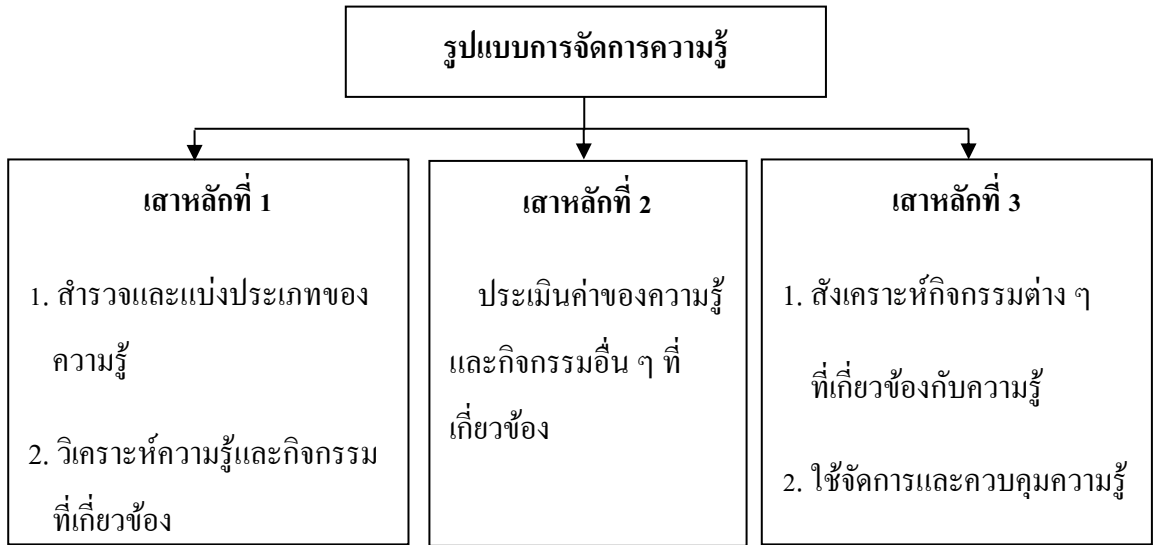 รูปแบบการจัดการความรู้
เสาหลักที่ 1
1. สำรวจและแบ่งประเภทของ
ความรู้
2. วิเคราะห์ความรู้และกิจกรรม
ที่เกี่ยวข้อง
เสาหลักที่ 2
ประเมินค่าของความรู้
และกิจกรรมอื่น ๆ ที่
เกี่ยวข้อง
เสาหลักที่ 3
1. สังเคราะห์กิจกรรมต่าง ๆ
ที่เกี่ยวข้องกับความรู้
2. ใช้จัดการและควบคุมความรู้